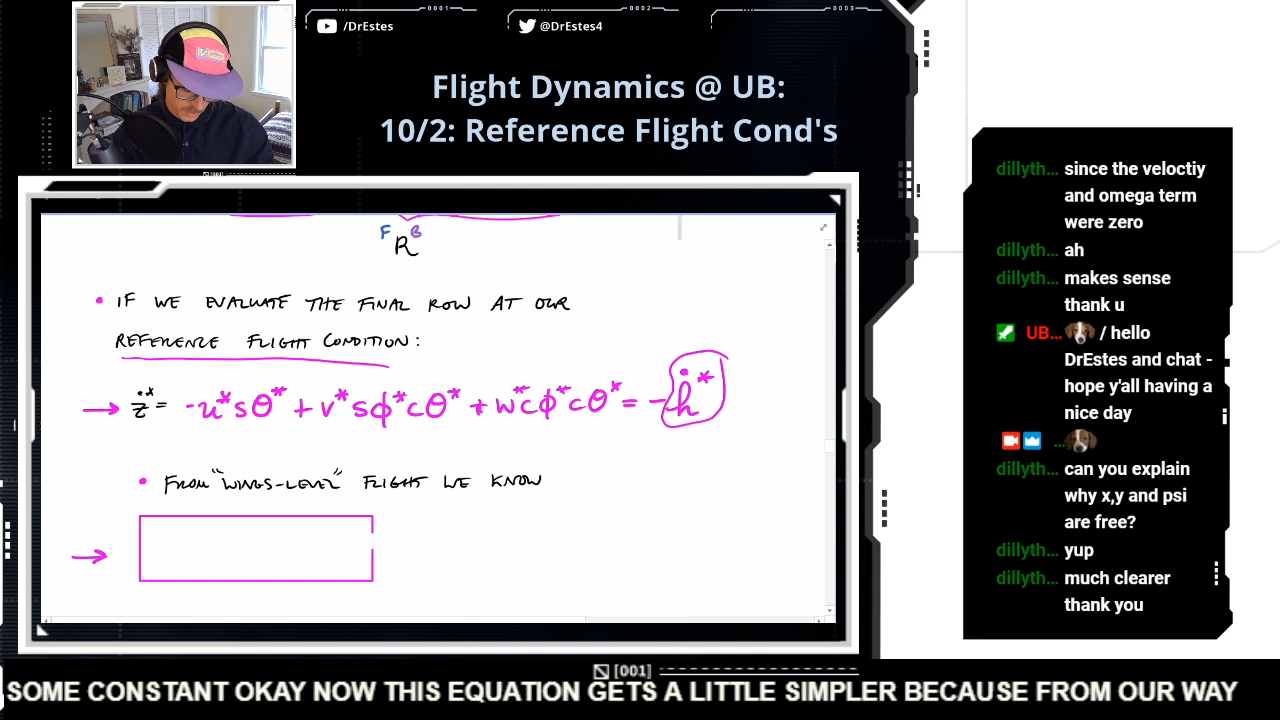 0001
0002
0003
/DrEstes
@DrEstes4
Flight Dynamics @ UB:
10/2: Reference Flight Cond's
[001]
F R B
• IF WE EVALUATE THE FINAL ROW AT OUR
REFERENCE FLIGHT CONDITION:
→ ż* = -u*sθ* + v*sϕ*cθ* + w*cϕ*cθ* = -ḣ*
• FROM "WINGS-LEVEL" FLIGHT WE KNOW
→
dillyth... since the veloctiy
and omega term
were zero
dillyth... ah
dillyth... makes sense
thank u
UB... / hello
DrEstes and chat -
hope y'all having a
nice day
...
dillyth... can you explain
why x,y and psi
are free?
dillyth... yup
dillyth... much clearer
thank you
[001]
SOME CONSTANT OKAY NOW THIS EQUATION GETS A LITTLE SIMPLER BECAUSE FROM OUR WAY